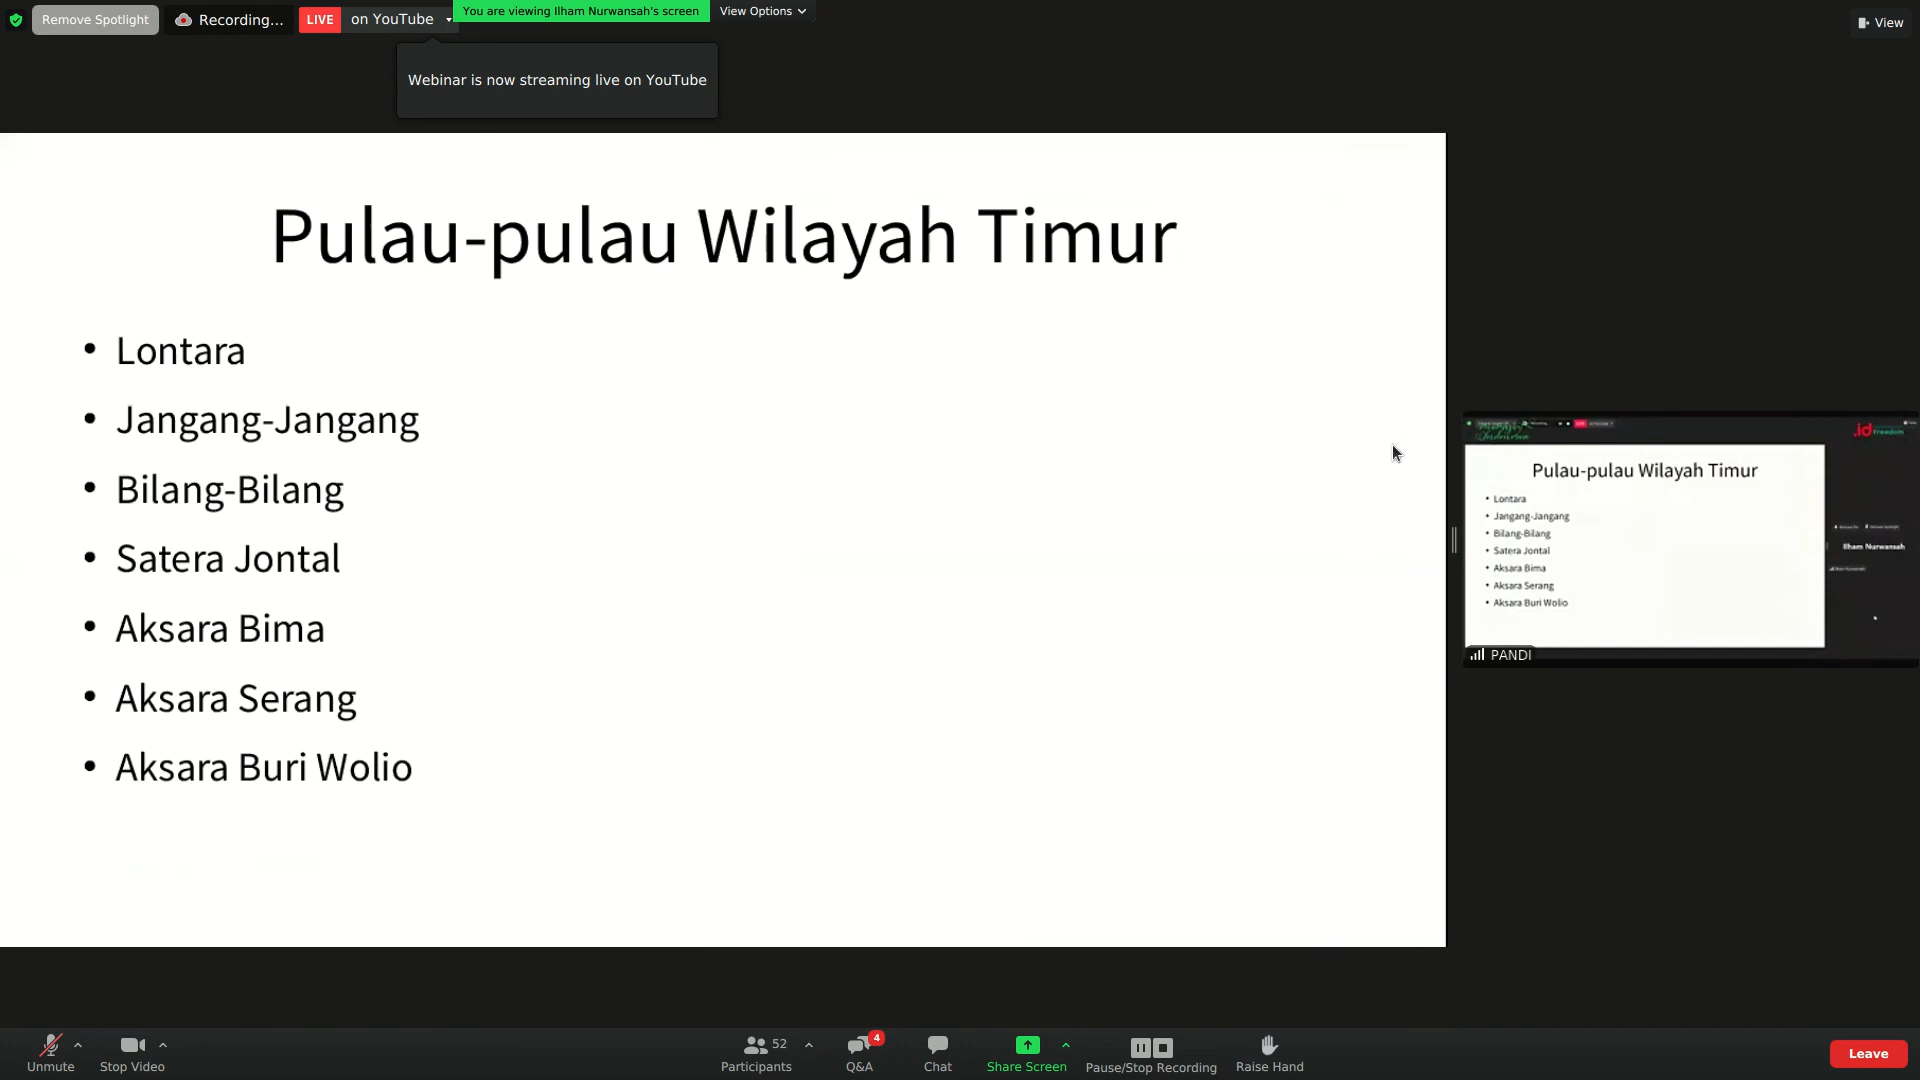 Remove Spotlight
Recording...
LIVE on YouTube
You are viewing Ilham Nurwansah's screen
View Options
View
Webinar is now streaming live on YouTube
Pulau-pulau Wilayah Timur
• Lontara
• Jangang-Jangang
• Bilang-Bilang
• Satera Jontal
• Aksara Bima
• Aksara Serang
• Aksara Buri Wolio
.id freedom
Pulau-pulau Wilayah Timur
• Lontara
• Jangang-Jangang
• Bilang-Bilang
• Satera Jontal
• Aksara Bima
• Aksara Serang
• Aksara Buri Wolio
Ilham Nurwansah
PANDI
Unmute
Stop Video
52
Participants
4
Q&A
Chat
Share Screen
Pause/Stop Recording
Raise Hand
Leave